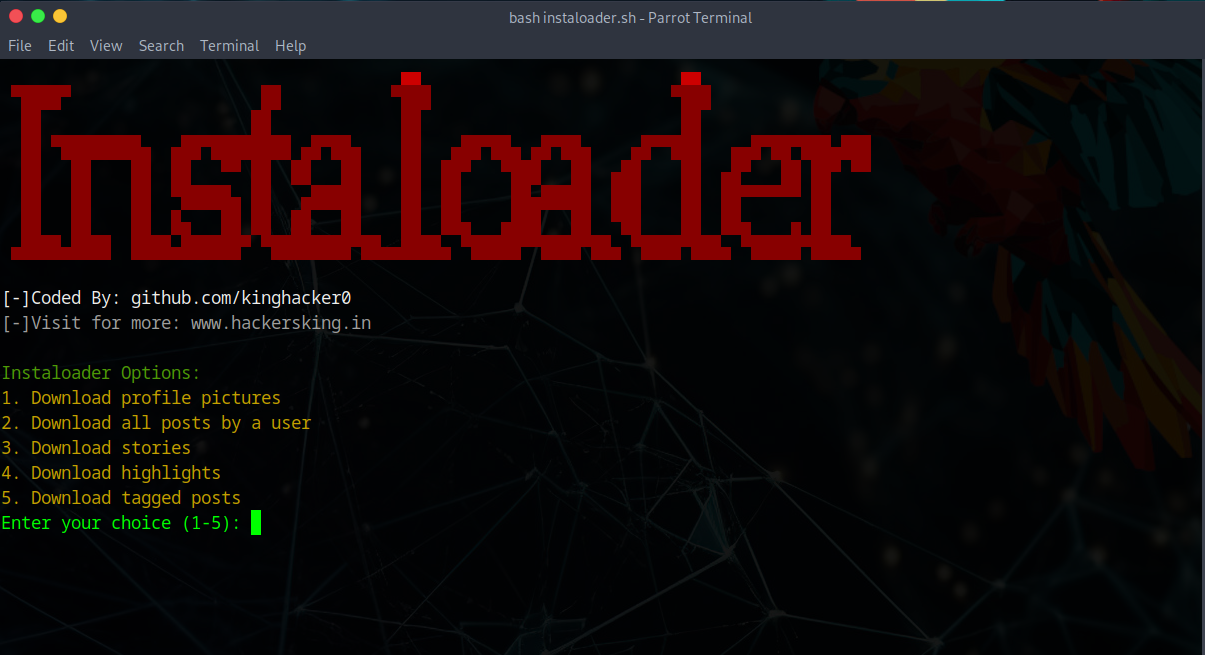 bash instaloader.sh - Parrot Terminal
File Edit View Search Terminal Help
Instaloader
[-]Coded By: github.com/kinghacker0
[-]Visit for more: www.hackersking.in
Instaloader Options:
1. Download profile pictures
2. Download all posts by a user
3. Download stories
4. Download highlights
5. Download tagged posts
Enter your choice (1-5):